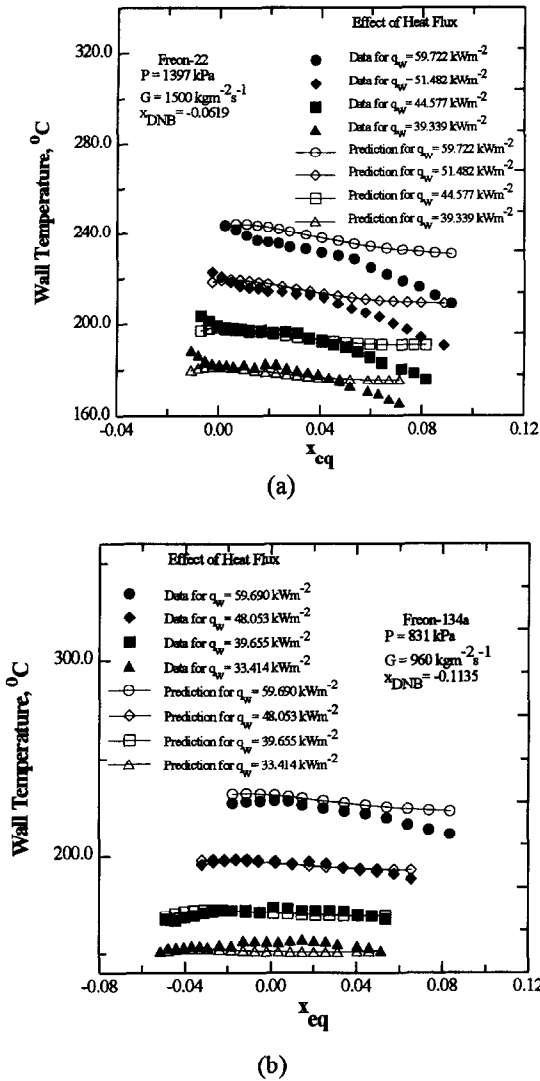 320.0
280.0
240.0
200.0
160.0
Wall Temperature, ⁰C
Freon-22
P = 1397 kPa
G = 1500 kgm⁻²s⁻¹
x_DNB = -0.0619
Effect of Heat Flux
Data for q_w = 59.722 kWm⁻²
Data for q_w = 51.482 kWm⁻²
Data for q_w = 44.577 kWm⁻²
Data for q_w = 39.339 kWm⁻²
Prediction for q_w = 59.722 kWm⁻²
Prediction for q_w = 51.482 kWm⁻²
Prediction for q_w = 44.577 kWm⁻²
Prediction for q_w = 39.339 kWm⁻²
-0.04 0.00 0.04 0.08 0.12
x_eq
(a)
300.0
200.0
Wall Temperature, ⁰C
Effect of Heat Flux
Data for q_w = 59.690 kWm⁻²
Data for q_w = 48.053 kWm⁻²
Data for q_w = 39.655 kWm⁻²
Data for q_w = 33.414 kWm⁻²
Prediction for q_w = 59.690 kWm⁻²
Prediction for q_w = 48.053 kWm⁻²
Prediction for q_w = 39.655 kWm⁻²
Prediction for q_w = 33.414 kWm⁻²
Freon-134a
P = 831 kPa
G = 960 kgm⁻²s⁻¹
x_DNB = -0.1135
-0.08 -0.04 0.00 0.04 0.08 0.12
x_eq
(b)